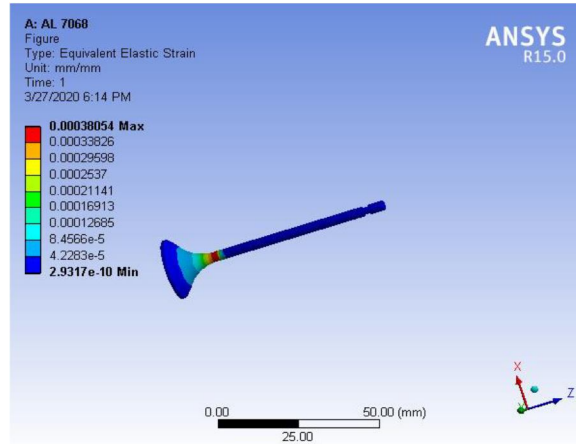 A: AL 7068
Figure
Type: Equivalent Elastic Strain
Unit: mm/mm
Time: 1
3/27/2020 6:14 PM
ANSYS
R15.0
0.00038054 Max
0.00033826
0.00029598
0.0002537
0.00021141
0.00016913
0.00012685
8.4566e-5
4.2283e-5
2.9317e-10 Min
X
Y
Z
0.00
50.00 (mm)
25.00